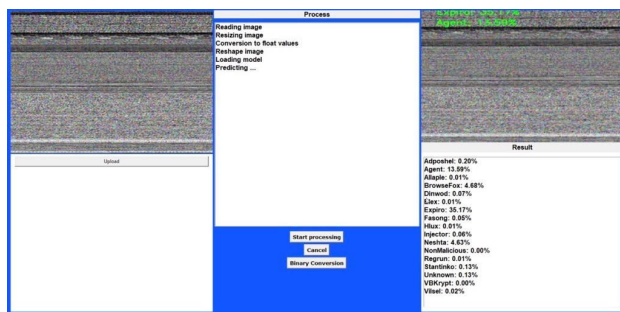 Upload
Process
Reading image
Resizing image
Conversion to float values
Reshape image
Loading model
Predicting ...
Start processing
Cancel
Binary Conversion
Expiro: 35.17%
Agent: 13.59%
Result
Adposhel: 0.20%
Agent: 13.59%
Allaple: 0.01%
BrowseFox: 4.68%
Dinwod: 0.07%
Elex: 0.01%
Expiro: 35.17%
Fasong: 0.05%
Hlux: 0.01%
Injector: 0.06%
Neshta: 4.63%
NonMalicious: 0.00%
Regrun: 0.01%
Stantinko: 0.13%
Unknown: 0.13%
VBKrypt: 0.00%
Vilsel: 0.02%